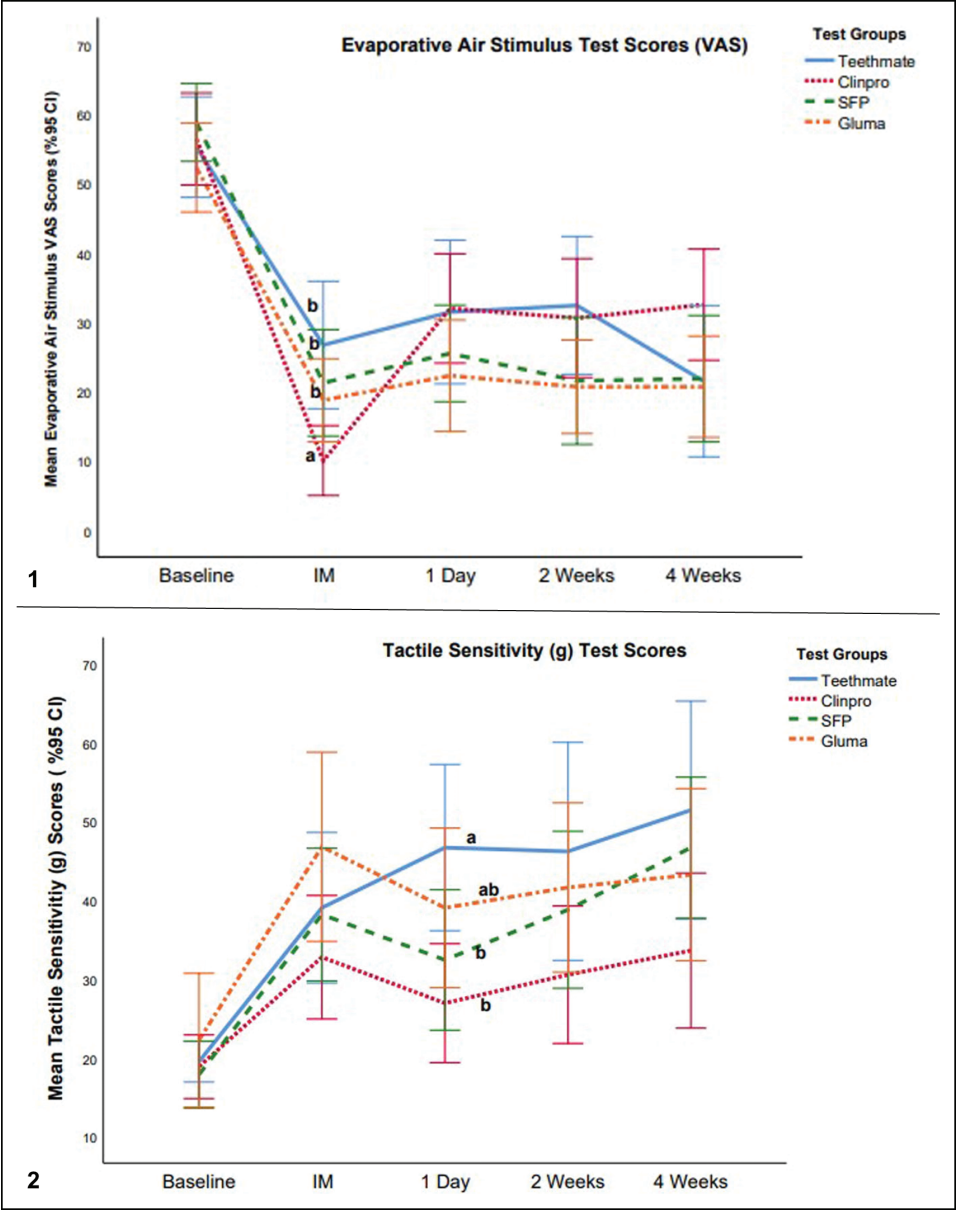 Evaporative Air Stimulus Test Scores (VAS)
Test Groups
Teethmate
Clinpro
SFP
Gluma
Mean Evaporative Air Stimulus VAS Scores (%95 CI)
70
60
50
40
30
20
10
0
b
b
b
a
Baseline
IM
1 Day
2 Weeks
4 Weeks
1
Tactile Sensitivity (g) Test Scores
Test Groups
Teethmate
Clinpro
SFP
Gluma
Mean Tactile Sensitivitiy (g) Scores ( %95 CI)
70
60
50
40
30
20
10
a
ab
b
b
Baseline
IM
1 Day
2 Weeks
4 Weeks
2